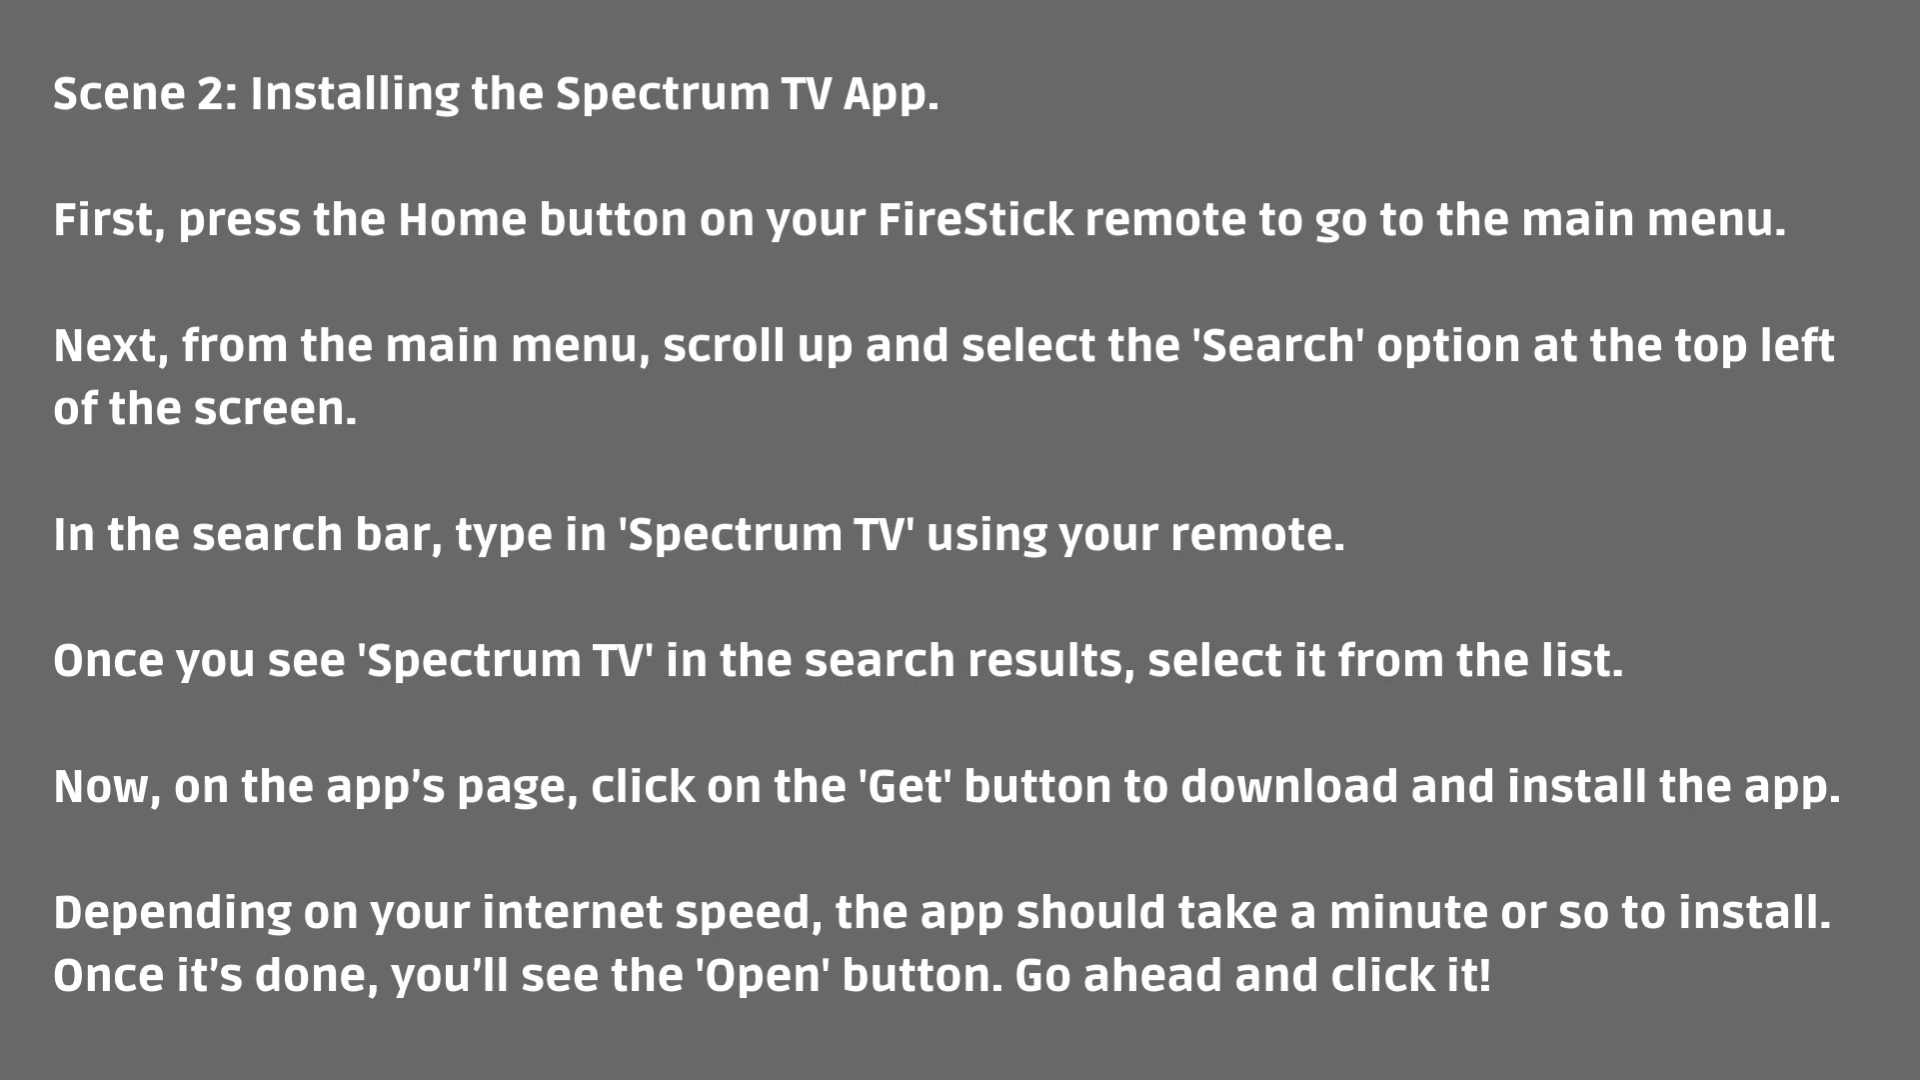 Scene 2: Installing the Spectrum TV App.
First, press the Home button on your FireStick remote to go to the main menu.
Next, from the main menu, scroll up and select the 'Search' option at the top left
of the screen.
In the search bar, type in 'Spectrum TV' using your remote.
Once you see 'Spectrum TV' in the search results, select it from the list.
Now, on the app’s page, click on the 'Get' button to download and install the app.
Depending on your internet speed, the app should take a minute or so to install.
Once it’s done, you’ll see the 'Open' button. Go ahead and click it!